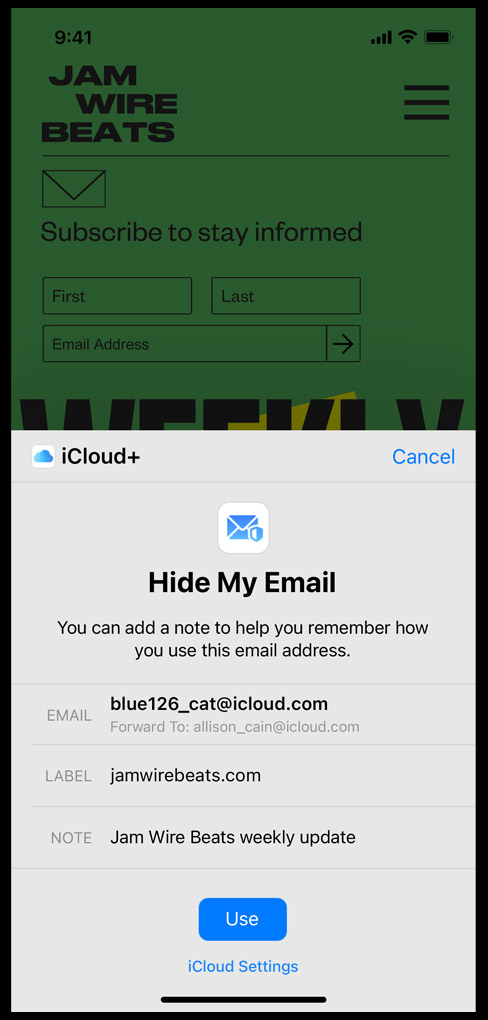 9:41
JAM
WIRE
BEATS
Subscribe to stay informed
First
Last
Email Address
WEEKLY
iCloud+
Cancel
Hide My Email
You can add a note to help you remember how
you use this email address.
EMAIL
blue126_cat@icloud.com
Forward To: allison_cain@icloud.com
LABEL
jamwirebeats.com
NOTE
Jam Wire Beats weekly update
Use
iCloud Settings